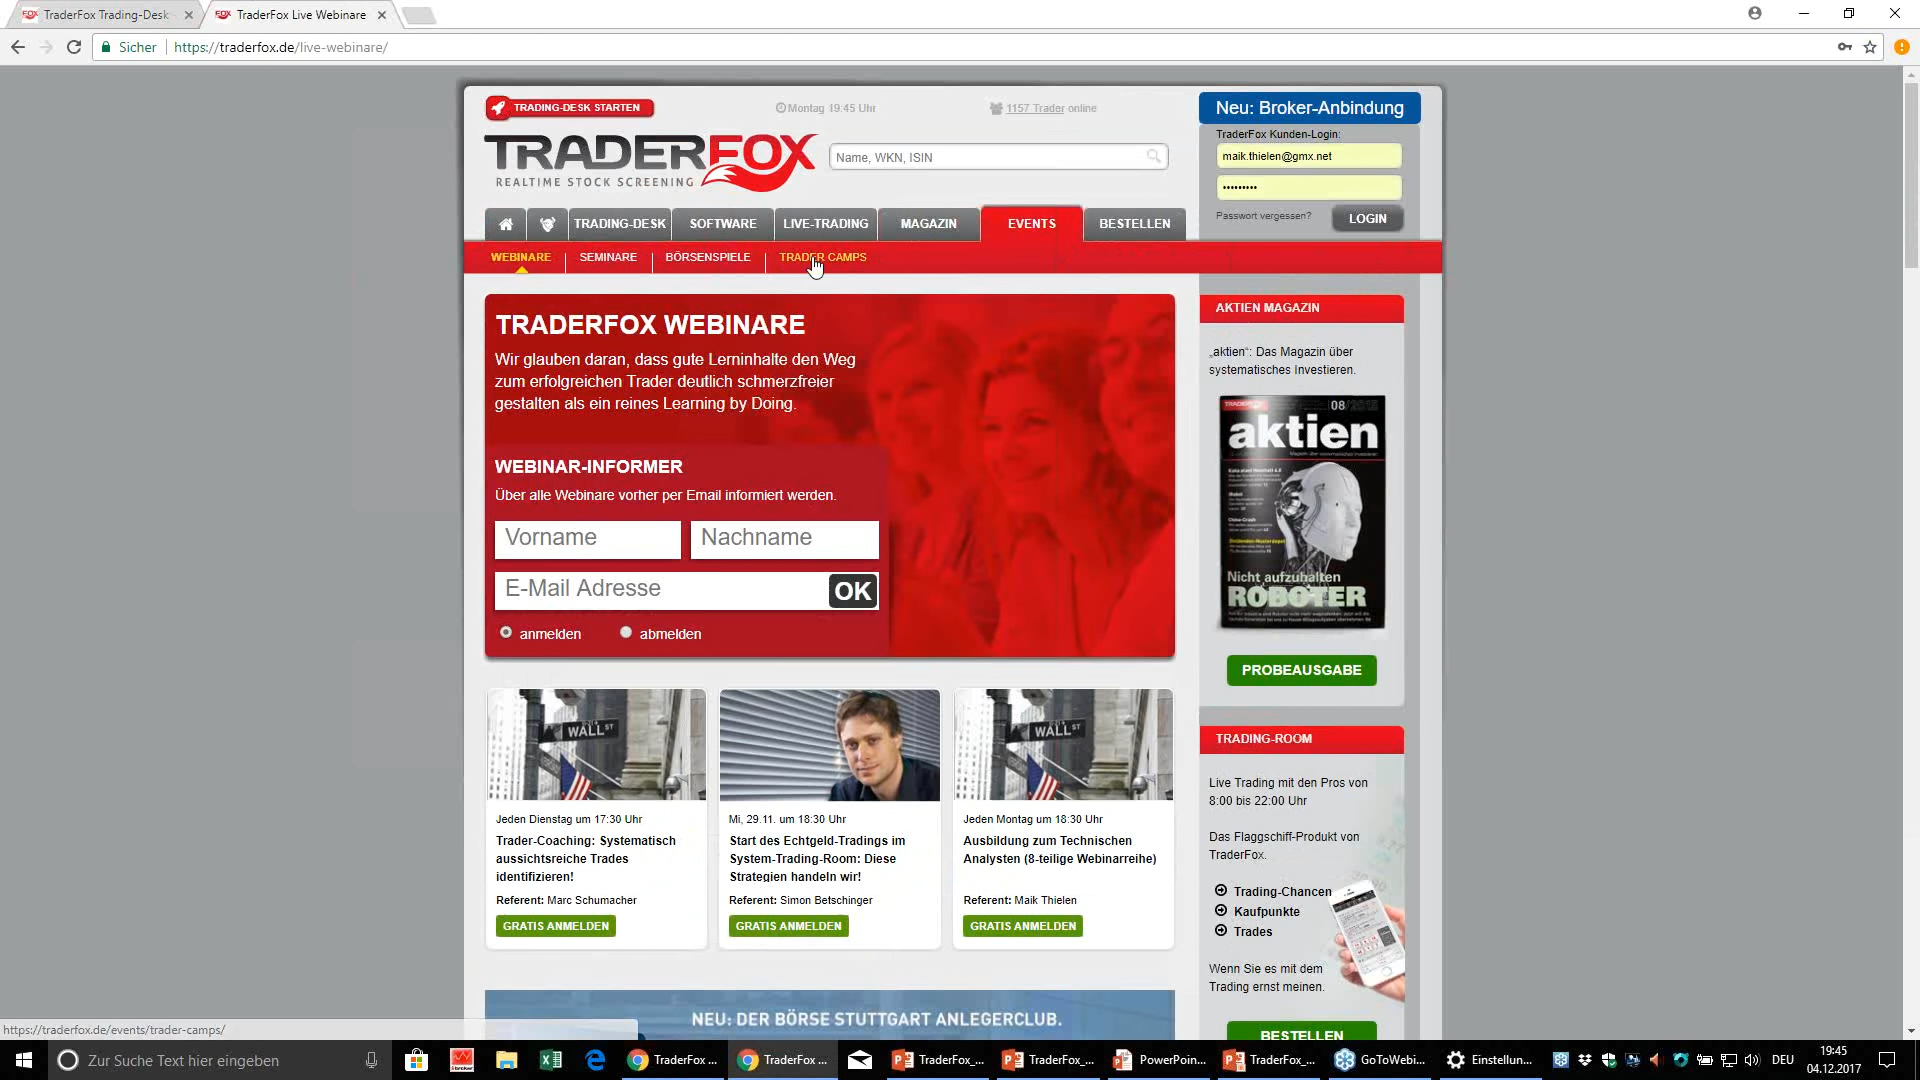 TraderFox Trading-Desk
TraderFox Live Webinare
Sicher
https://traderfox.de/live-webinare/
TRADING-DESK STARTEN
Montag 19:45 Uhr
1157 Trader online
Neu: Broker-Anbindung
TraderFox Kunden-Login:
maik.thielen@gmx.net
•••••••••
Passwort vergessen?
LOGIN
TRADERFOX
REALTIME STOCK SCREENING
Name, WKN, ISIN
TRADING-DESK
SOFTWARE
LIVE-TRADING
MAGAZIN
EVENTS
BESTELLEN
WEBINARE
SEMINARE
BÖRSENSPIELE
TRADER CAMPS
TRADERFOX WEBINARE
Wir glauben daran, dass gute Lerninhalte den Weg
zum erfolgreichen Trader deutlich schmerzfreier
gestalten als ein reines Learning by Doing.
WEBINAR-INFORMER
Über alle Webinare vorher per Email informiert werden.
Vorname
Nachname
E-Mail Adresse
OK
anmelden
abmelden
WALL ST
Jeden Dienstag um 17:30 Uhr
Trader-Coaching: Systematisch
aussichtsreiche Trades
identifizieren!
Referent: Marc Schumacher
GRATIS ANMELDEN
Mi, 29.11. um 18:30 Uhr
Start des Echtgeld-Tradings im
System-Trading-Room: Diese
Strategien handeln wir!
Referent: Simon Betschinger
GRATIS ANMELDEN
WALL ST
Jeden Montag um 18:30 Uhr
Ausbildung zum Technischen
Analysten (8-teilige Webinarreihe)
Referent: Maik Thielen
GRATIS ANMELDEN
NEU: DER BÖRSE STUTTGART ANLEGERCLUB.
AKTIEN MAGAZIN
„aktien“: Das Magazin über
systematisches Investieren.
aktien
Nicht aufzuhalten
ROBOTER
PROBEAUSGABE
TRADING-ROOM
Live Trading mit den Pros von
8:00 bis 22:00 Uhr
Das Flaggschiff-Produkt von
TraderFox.
Trading-Chancen
Kaufpunkte
Trades
Wenn Sie es mit dem
Trading ernst meinen.
BESTELLEN
https://traderfox.de/events/trader-camps/
Zur Suche Text hier eingeben
TraderFox ...
TraderFox ...
TraderFox_...
TraderFox_...
PowerPoin...
TraderFox_...
GoToWebi...
Einstellun...
DEU
19:45
04.12.2017